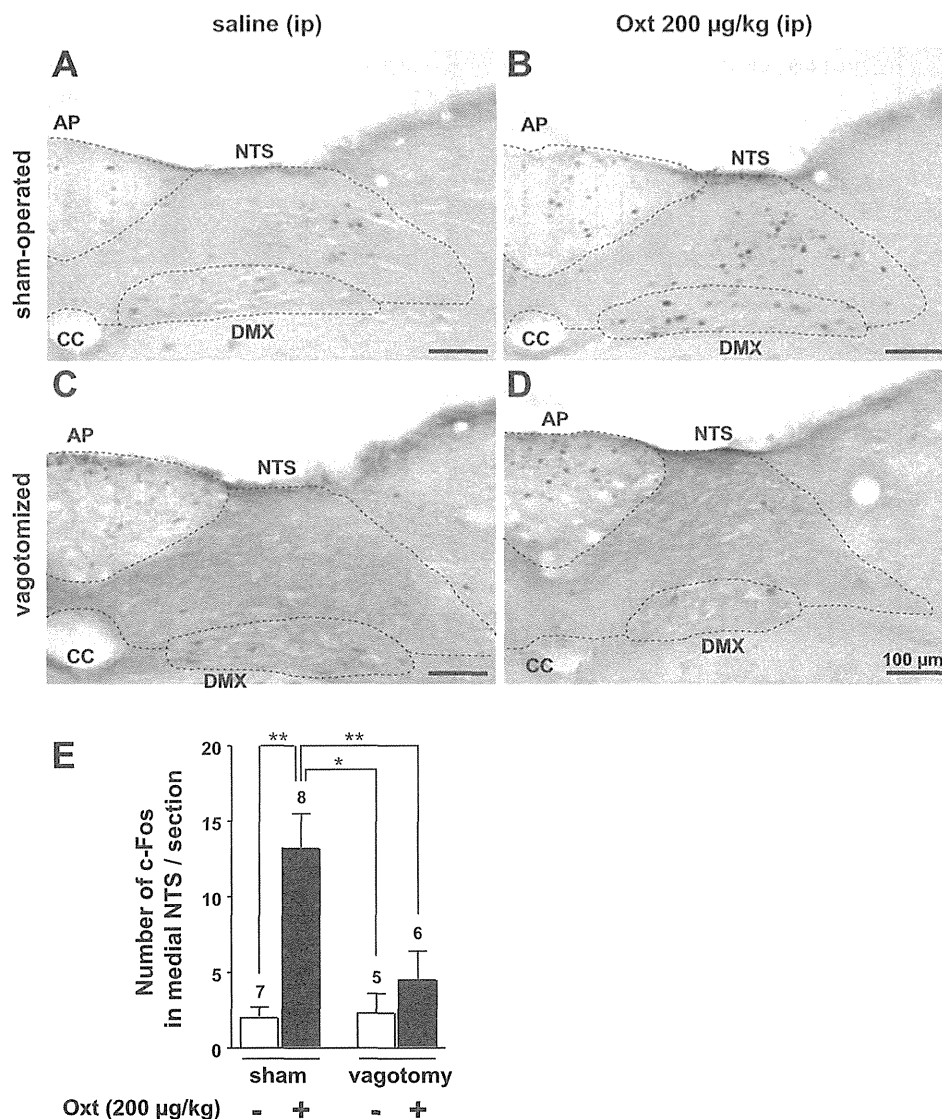 saline (ip)
Oxt 200 µg/kg (ip)
sham-operated
vagotomized
A
AP
NTS
CC
DMX
B
AP
NTS
CC
DMX
C
AP
NTS
CC
DMX
D
AP
NTS
CC
DMX
100 µm
E
Number of c-Fos
in medial NTS / section
20
15
10
5
0
**
**
*
7
8
5
6
sham
vagotomy
Oxt (200 µg/kg)
- + - +